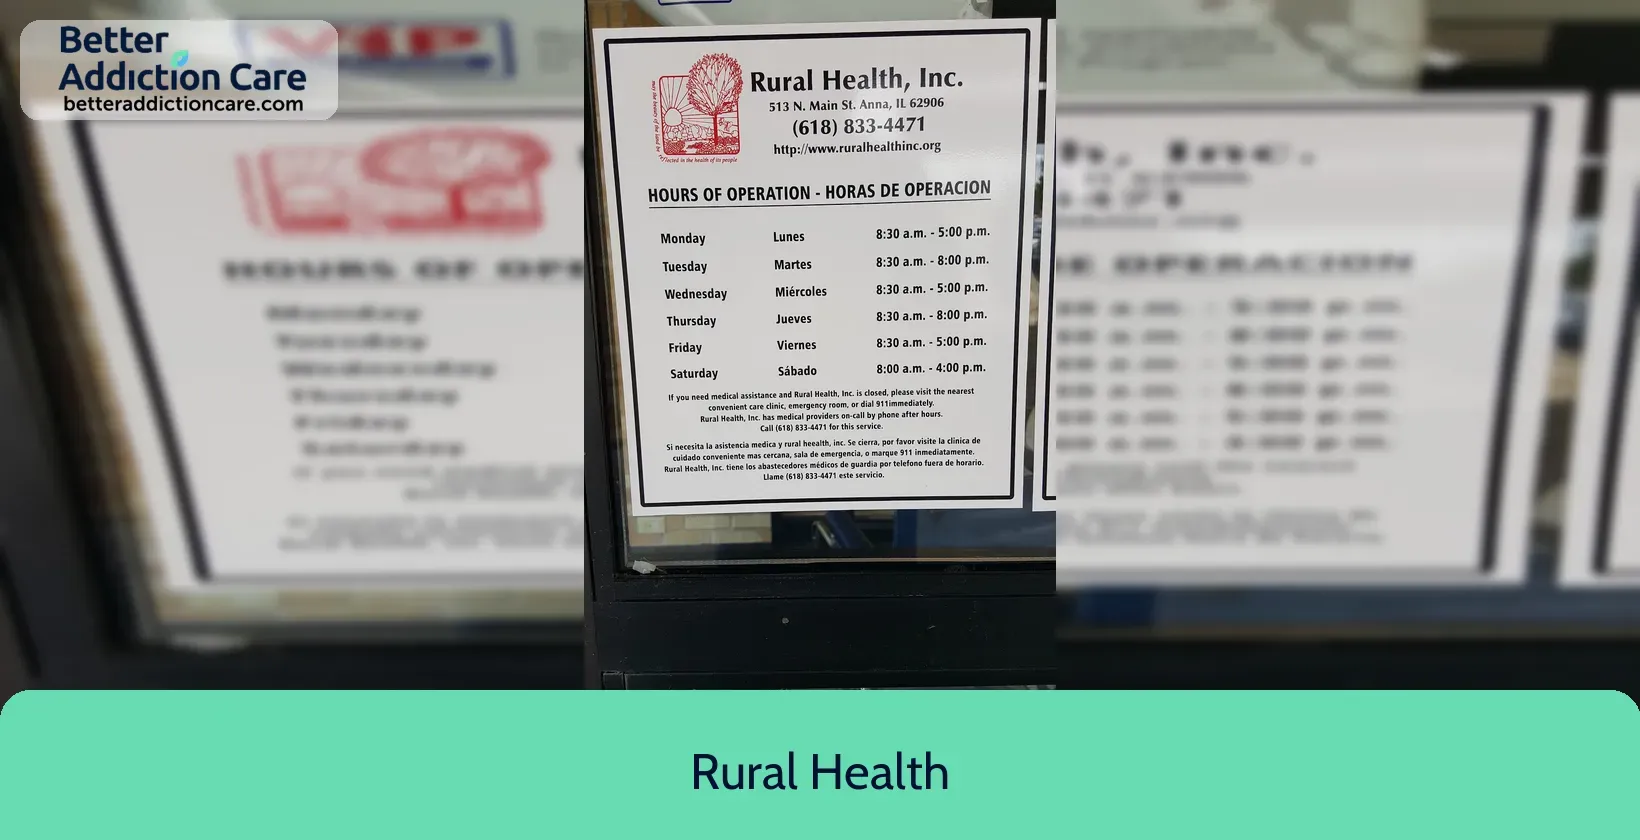 Better
Addiction Care
betteraddictioncare.com
VIP
Rural Health, Inc.
513 N. Main St. Anna, IL 62906
(618) 833-4471
http://www.ruralhealthinc.org
HOURS OF OPERATION - HORAS DE OPERACION
Monday Lunes 8:30 a.m. - 5:00 p.m.
Tuesday Martes 8:30 a.m. - 8:00 p.m.
Wednesday Miércoles 8:30 a.m. - 5:00 p.m.
Thursday Jueves 8:30 a.m. - 8:00 p.m.
Friday Viernes 8:30 a.m. - 5:00 p.m.
Saturday Sábado 8:00 a.m. - 4:00 p.m.
If you need medical assistance and Rural Health, Inc. is closed, please visit the nearest
convenient care clinic, emergency room, or dial 911immediately.
Rural Health, Inc. has medical providers on-call by phone after hours.
Call (618) 833-4471 for this service.
Si necesita la asistencia medica y rural heealth, inc. Se cierra, por favor visite la clinica de
cuidado conveniente mas cercana, sala de emergencia, o marque 911 inmediatamente.
Rural Health, Inc. tiene los abastecedores médicos de guardia por telefono fuera de horario.
Llame (618) 833-4471 este servicio.
Rural Health